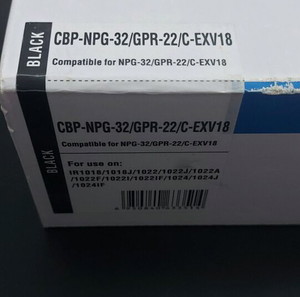 BLACK
CBP-NPG-32/GPR-22/C-EXV18
Compatible for NPG-32/GPR-22/C-EXV18
BLACK
CBP-NPG-32/GPR-22/C-EXV18
Compatible for NPG-32/GPR-22/C-EXV18
For use on:
IR1018/1018J/1022/1022J/1022A
/1022F/1022I/1022IF/1024/1024J
/1024IF